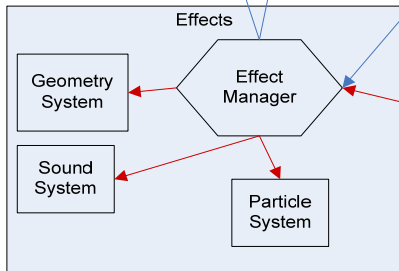 Effects
Geometry
System
Effect
Manager
Sound
System
Particle
System